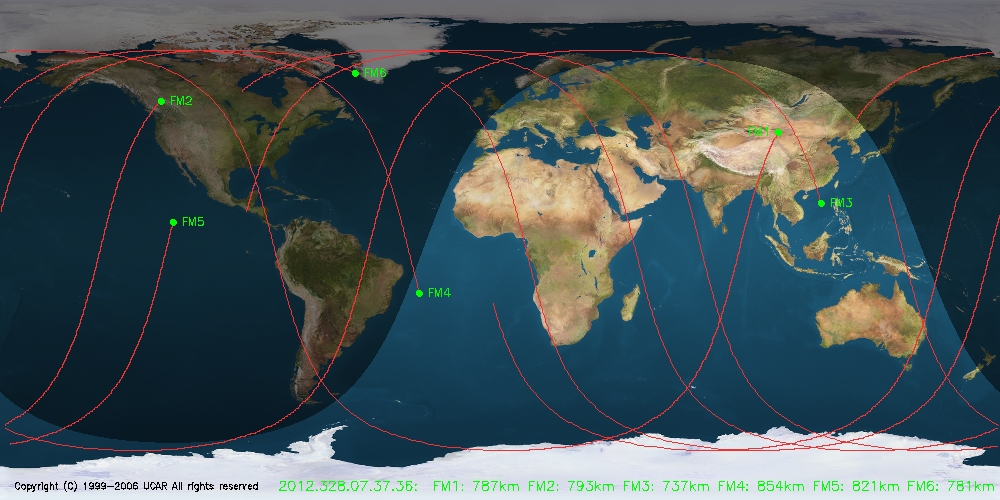 FM6
FM2
FM1
FM3
FM5
FM4
Copyright (C) 1999-2006 UCAR All rights reserved
2012.328.07.37.36: FM1: 787km FM2: 793km FM3: 737km FM4: 854km FM5: 821km FM6: 781km